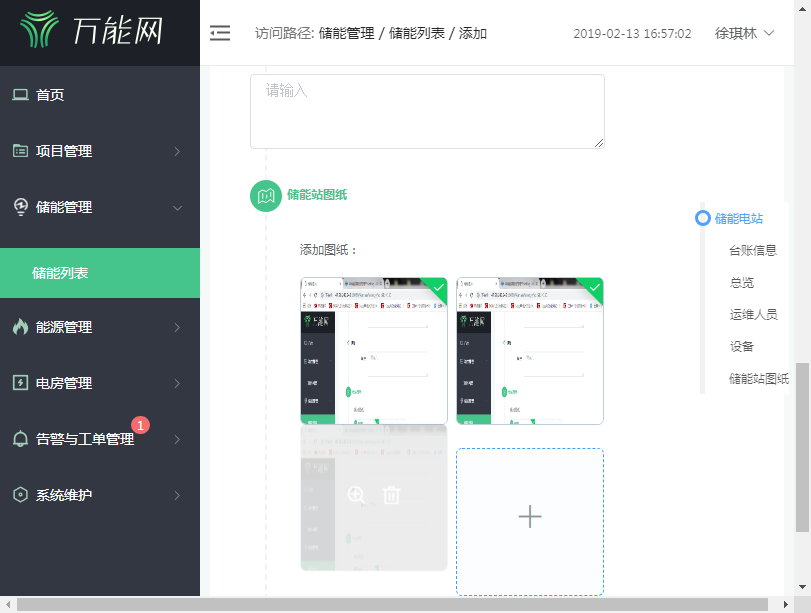 万能网
访问路径: 储能管理 / 储能列表 / 添加
2019-02-13 16:57:02
徐琪林
首页
项目管理
储能管理
储能列表
能源管理
电房管理
告警与工单管理
1
系统维护
请输入
储能站图纸
添加图纸：
储能电站
台账信息
总览
运维人员
设备
储能站图纸